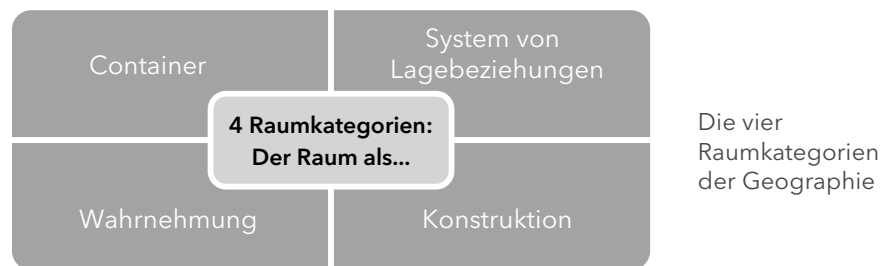 Container
System von
Lagebeziehungen
4 Raumkategorien:
Der Raum als...
Wahrnehmung
Konstruktion
Die vier
Raumkategorien
der Geographie